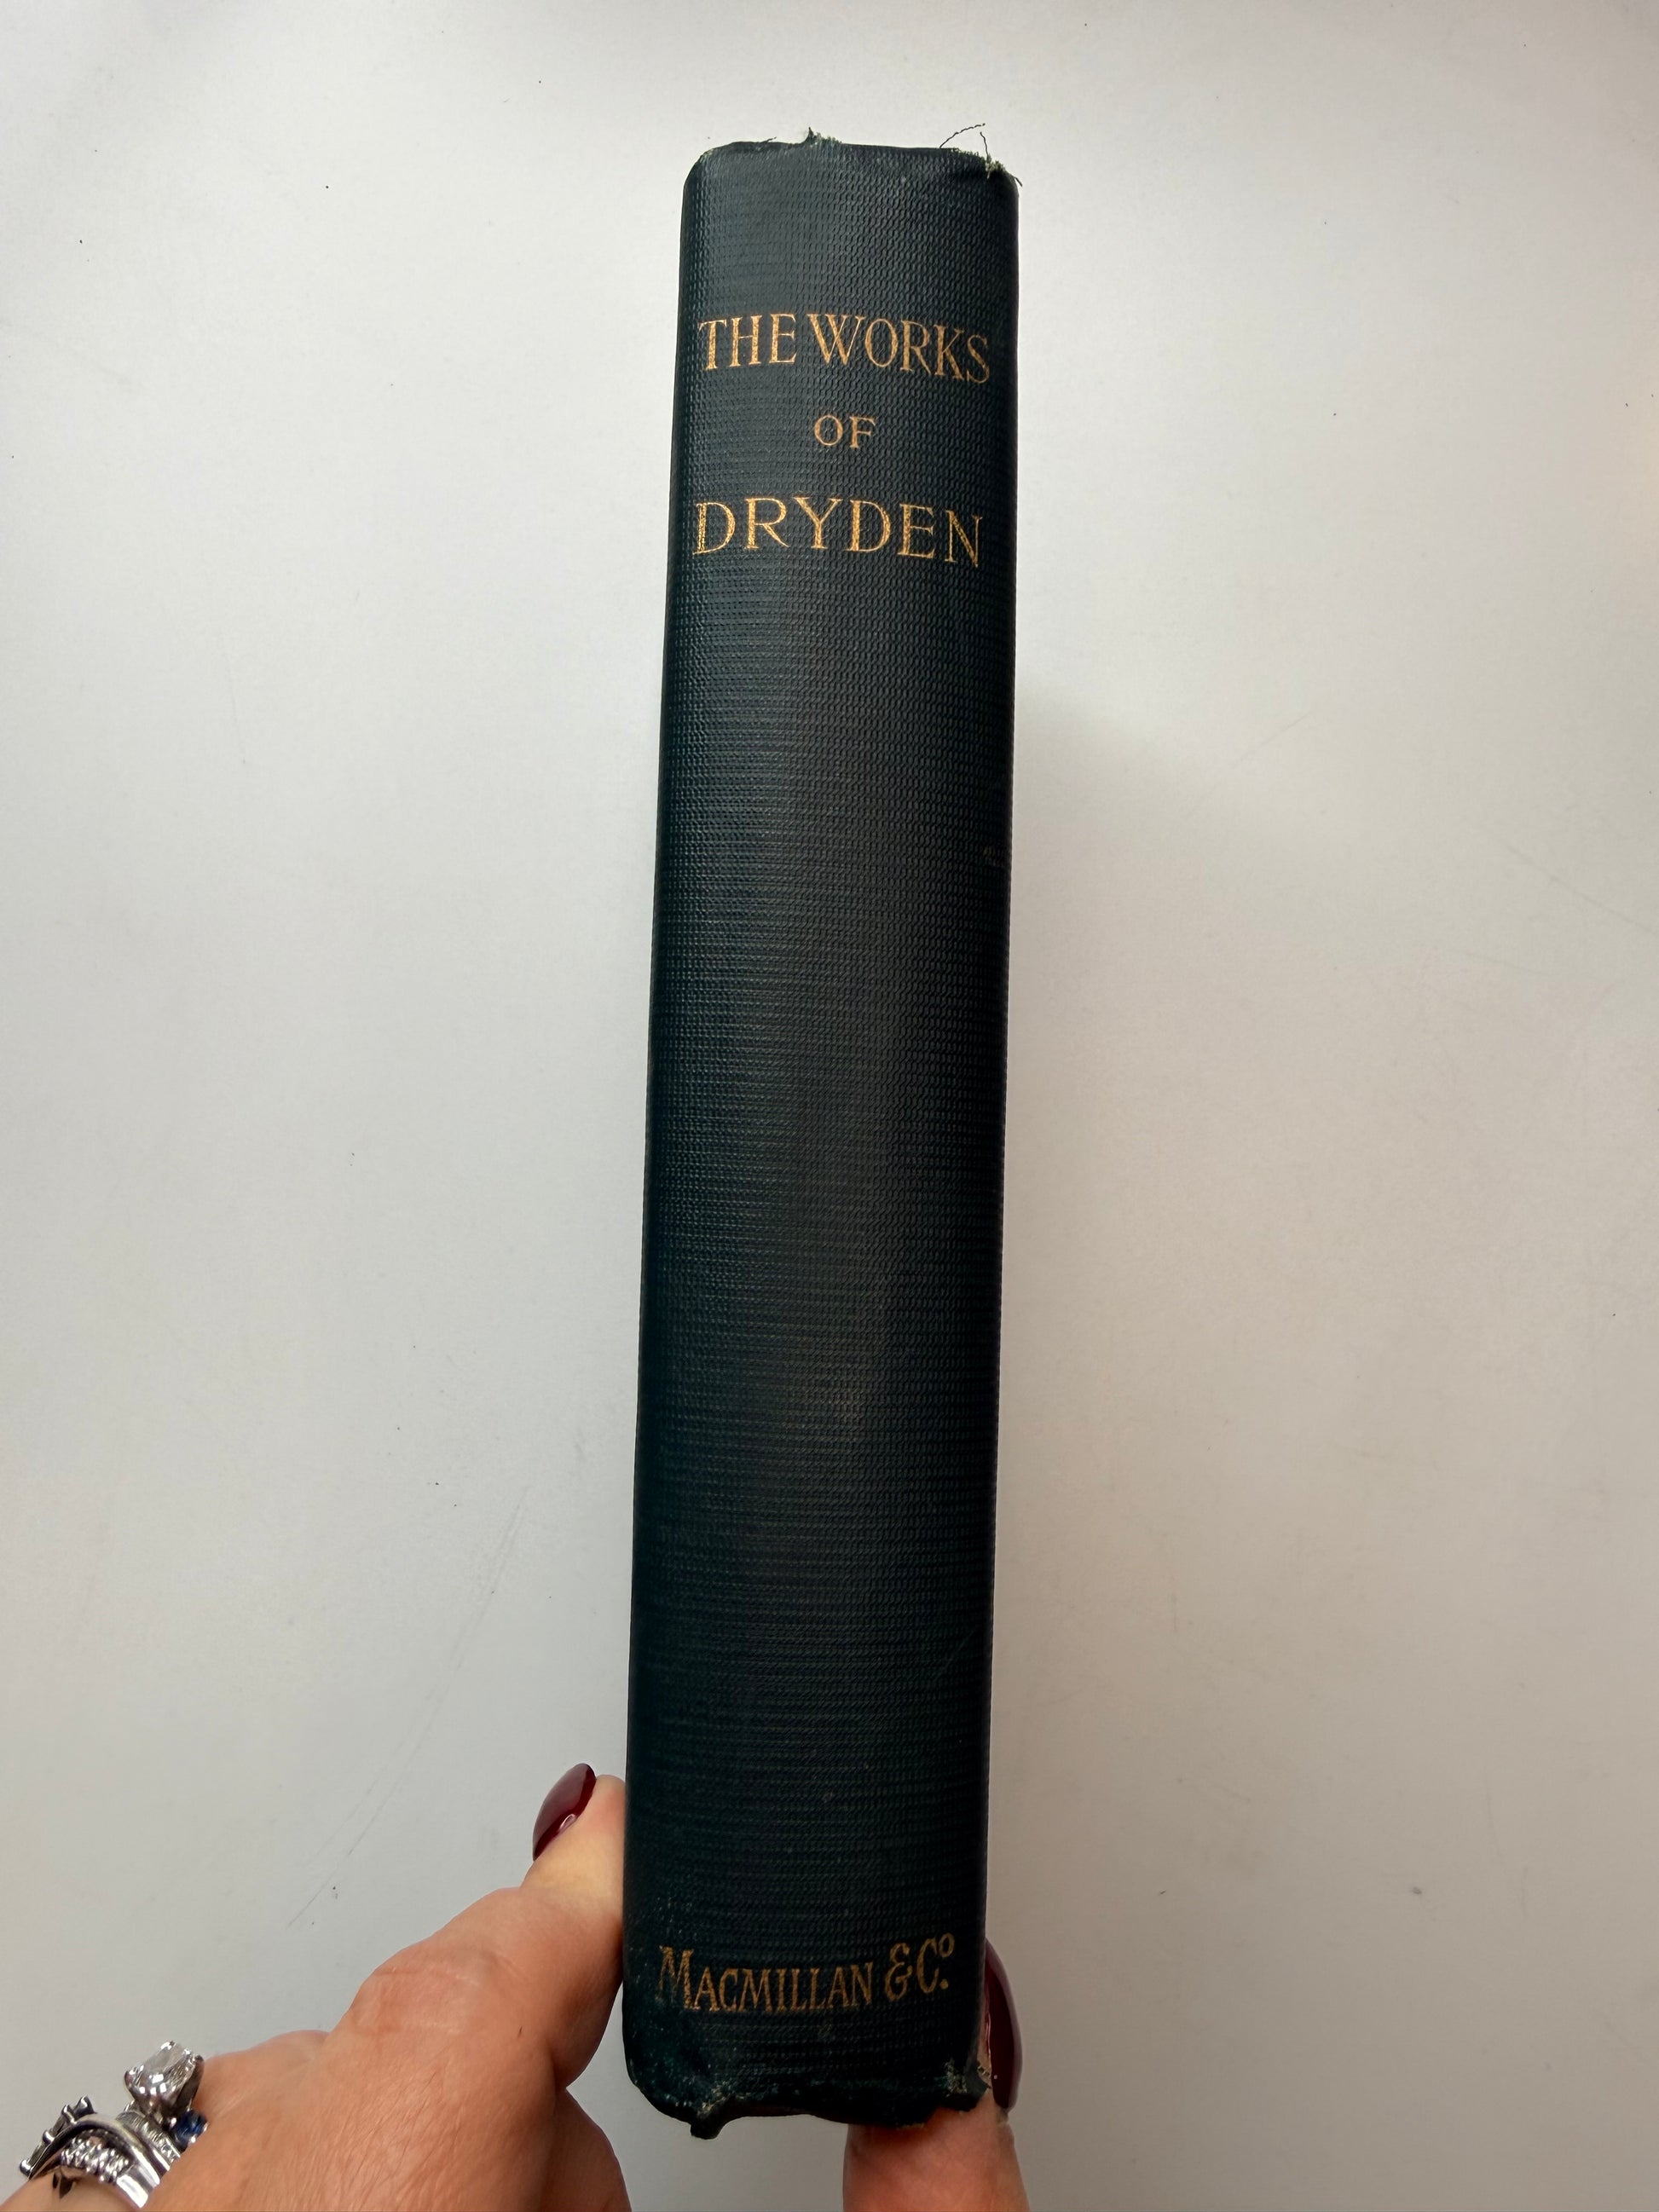 THE WORKS
OF
DRYDEN
MACMILLAN & Cº.